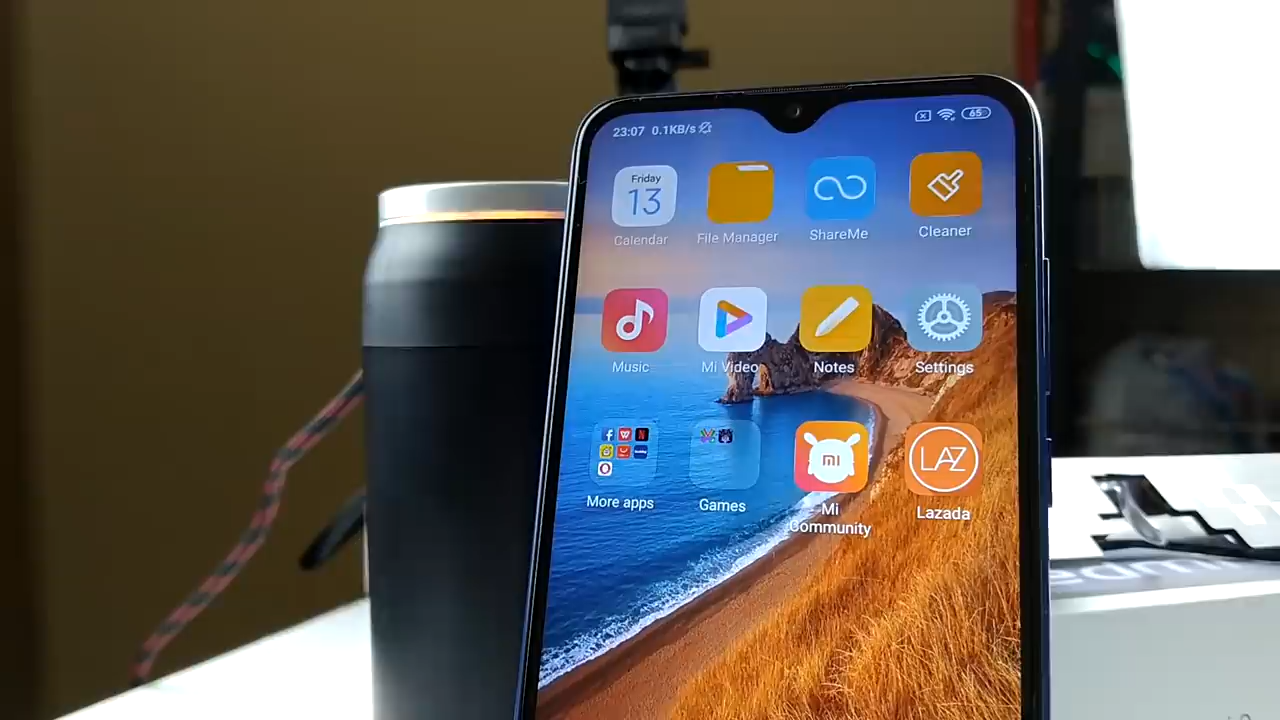 23:07 0.1KB/s
65
Friday
13
Calendar
File Manager
ShareMe
Cleaner
Music
Mi Video
Notes
Settings
More apps
Games
mi
Mi
Community
LAZ
Lazada